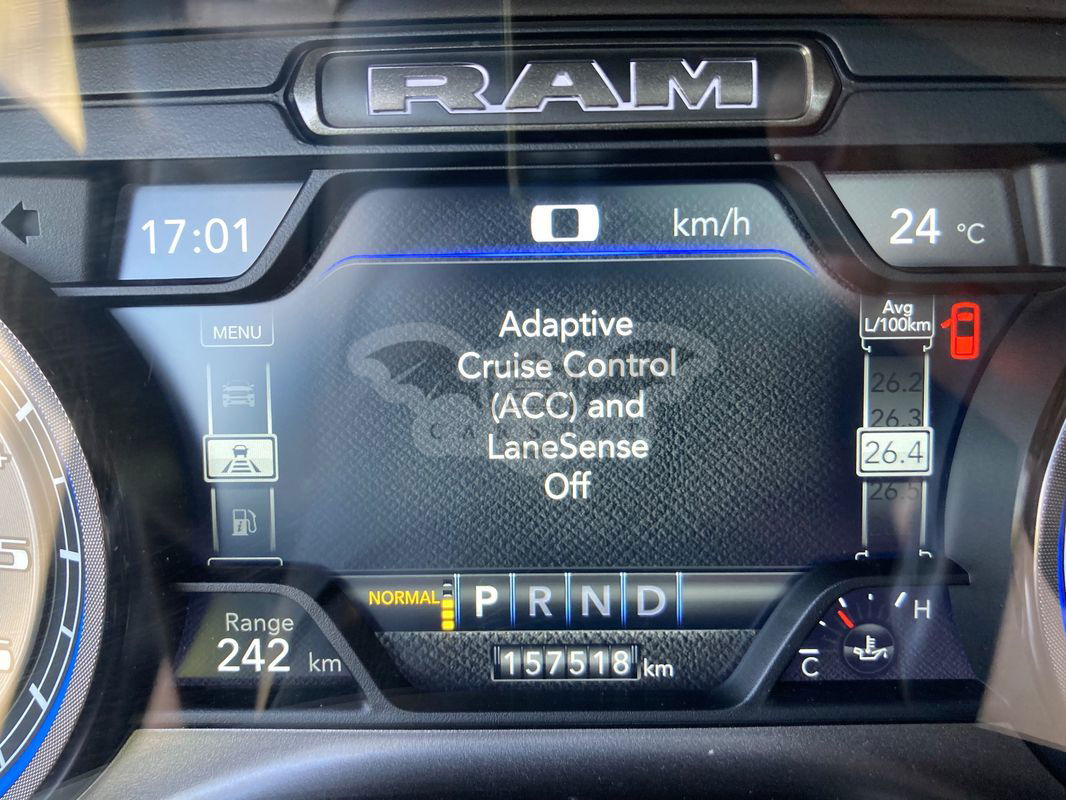 RAM
17:01
0 km/h
24 °C
MENU
Adaptive
Cruise Control
(ACC) and
LaneSense
Off
Avg
L/100km
26.2
26.3
26.4
26.5
NORMAL P R N D
Range
242 km
157518 km
C H
5